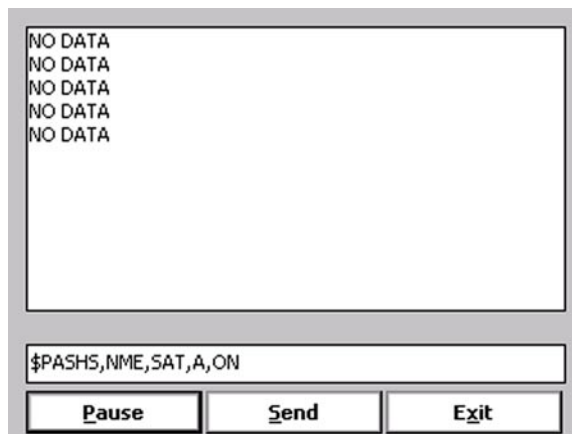 NO DATA
NO DATA
NO DATA
NO DATA
NO DATA
$PASHS,NME,SAT,A,ON
Pause Send Exit